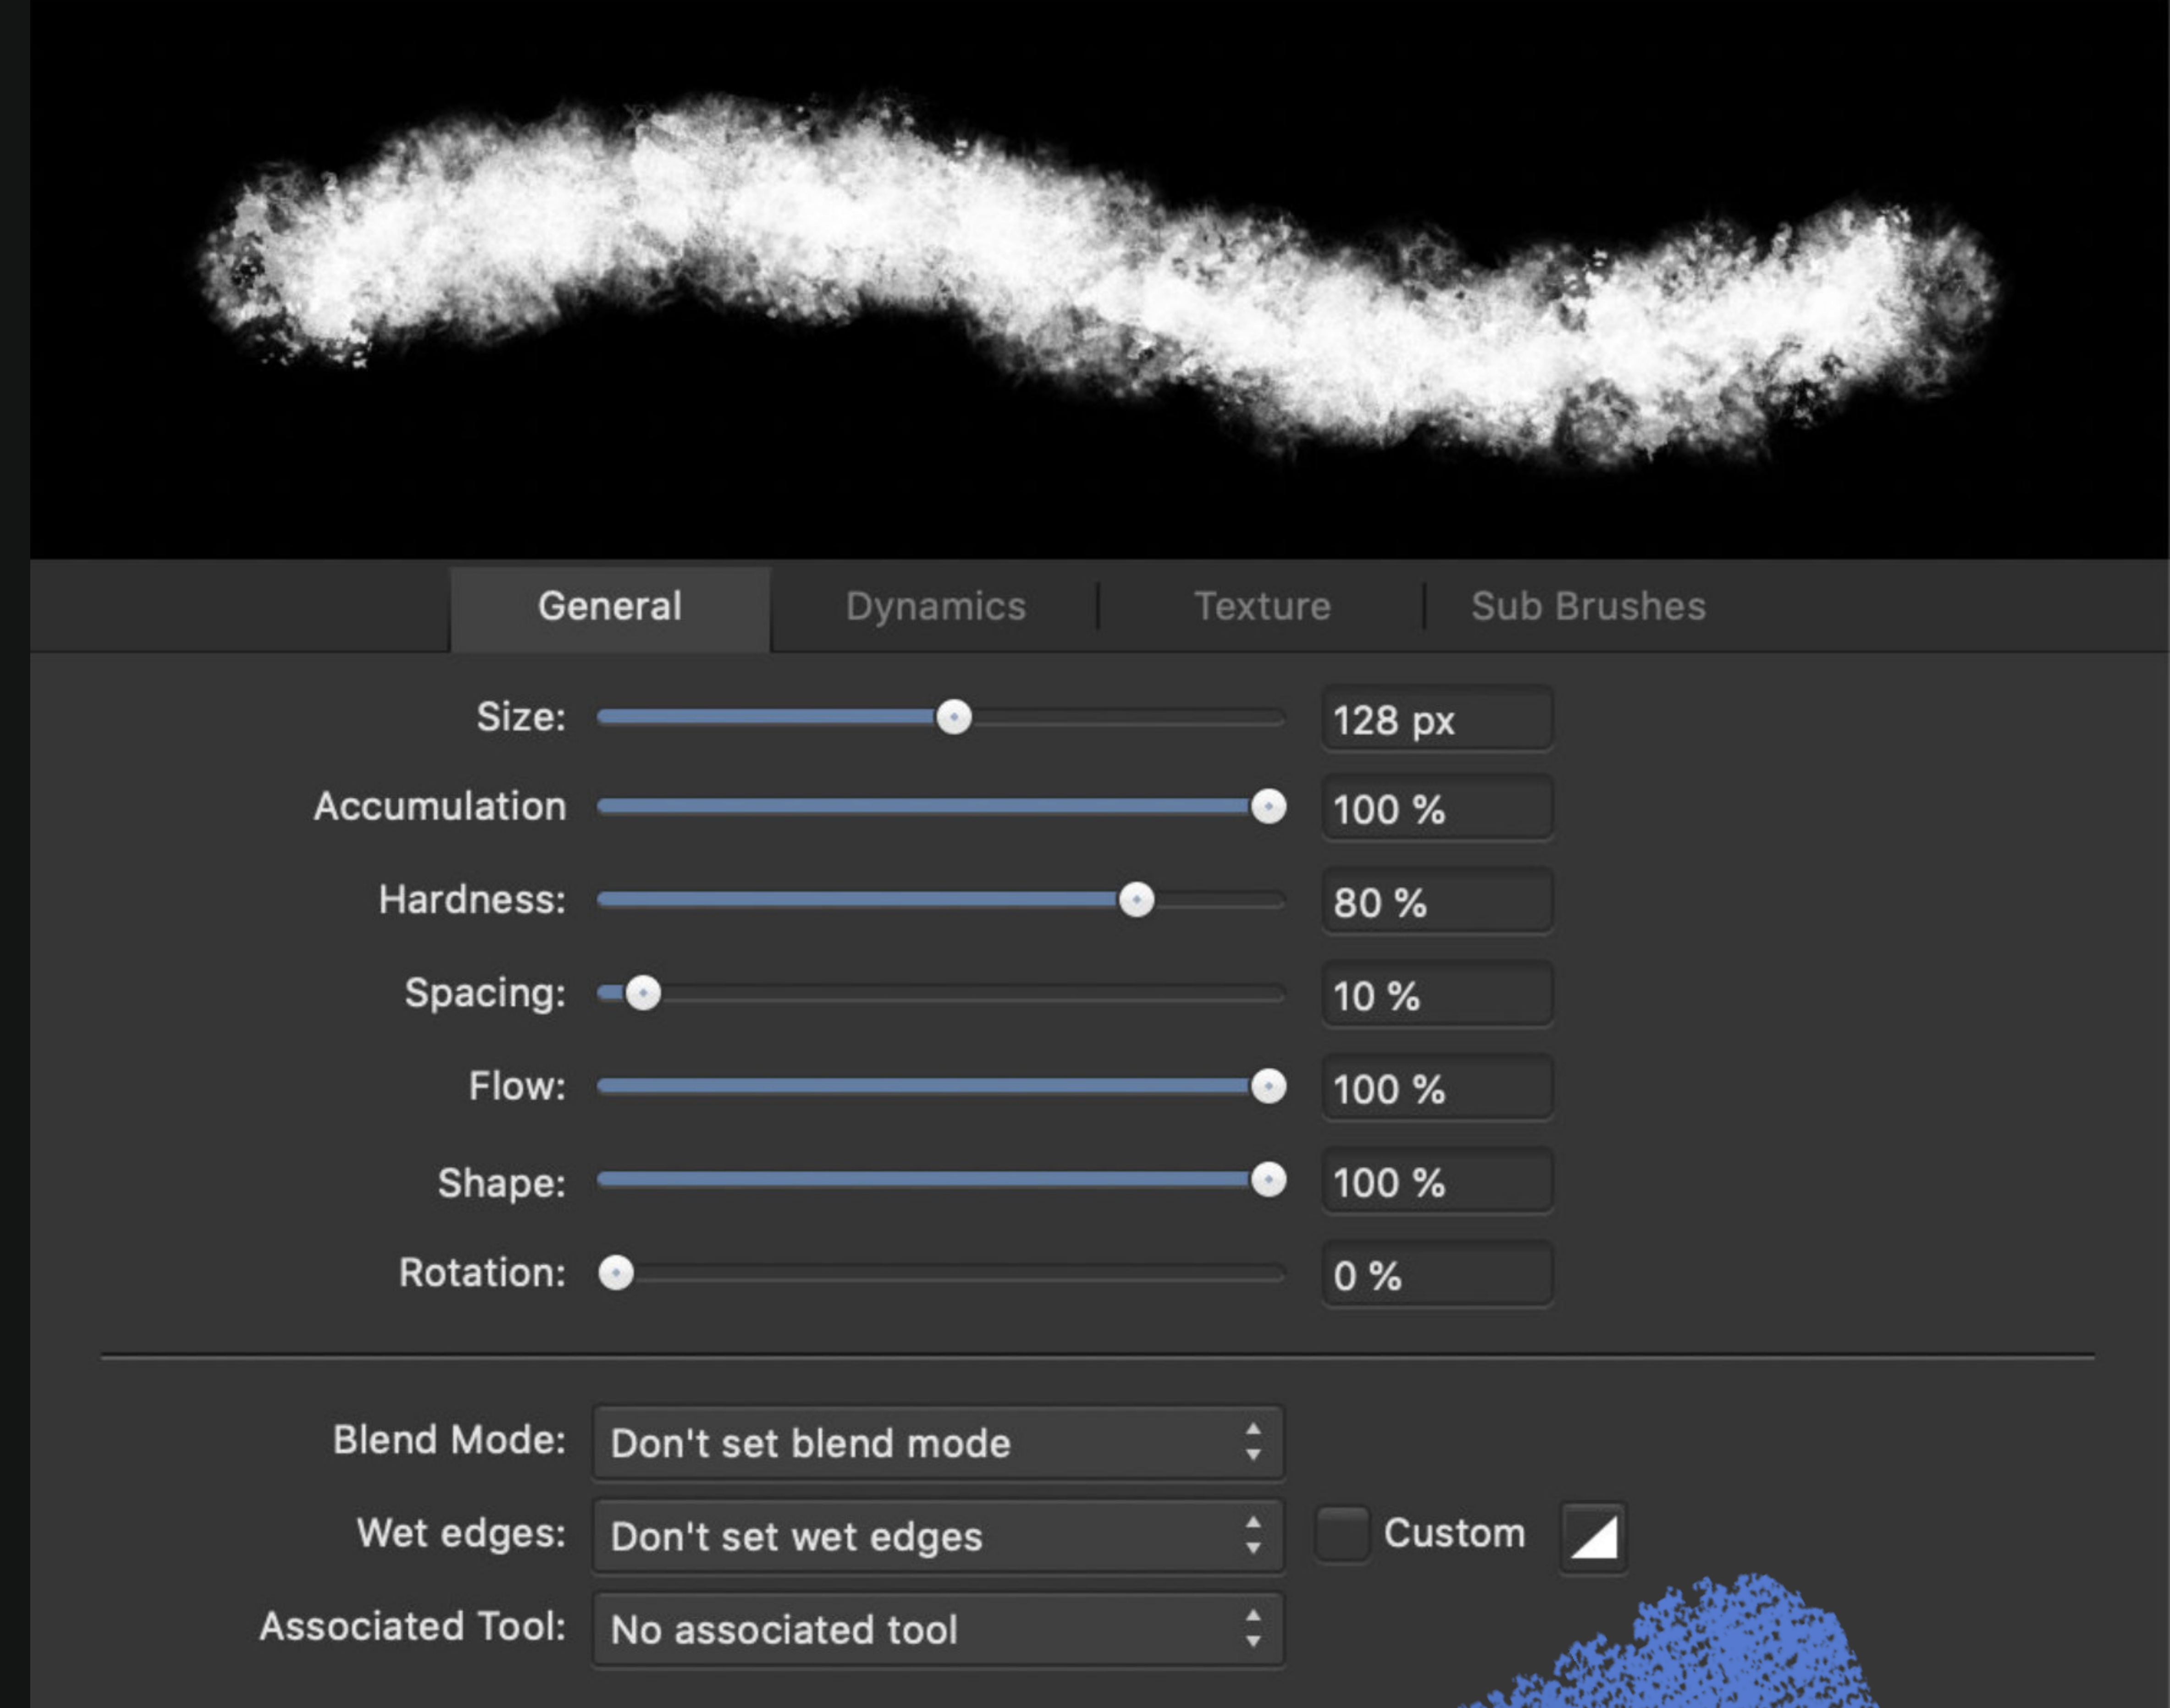 General Dynamics Texture Sub Brushes
Size: 128 px
Accumulation 100 %
Hardness: 80 %
Spacing: 10 %
Flow: 100 %
Shape: 100 %
Rotation: 0 %
Blend Mode: Don't set blend mode
Wet edges: Don't set wet edges Custom
Associated Tool: No associated tool